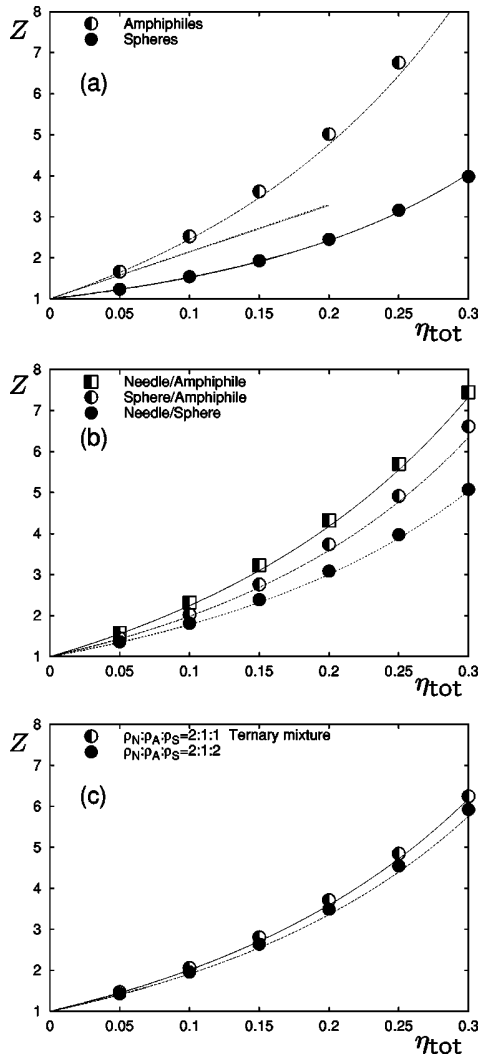 8
Z
Amphiphiles
Spheres
7
(a)
6
5
4
3
2
1
0 0.05 0.1 0.15 0.2 0.25 0.3
ηtot
8
Z
Needle/Amphiphile
Sphere/Amphiphile
Needle/Sphere
7
(b)
6
5
4
3
2
1
0 0.05 0.1 0.15 0.2 0.25 0.3
ηtot
8
Z
ρN:ρA:ρS=2:1:1 Ternary mixture
ρN:ρA:ρS=2:1:2
7
(c)
6
5
4
3
2
1
0 0.05 0.1 0.15 0.2 0.25 0.3
ηtot